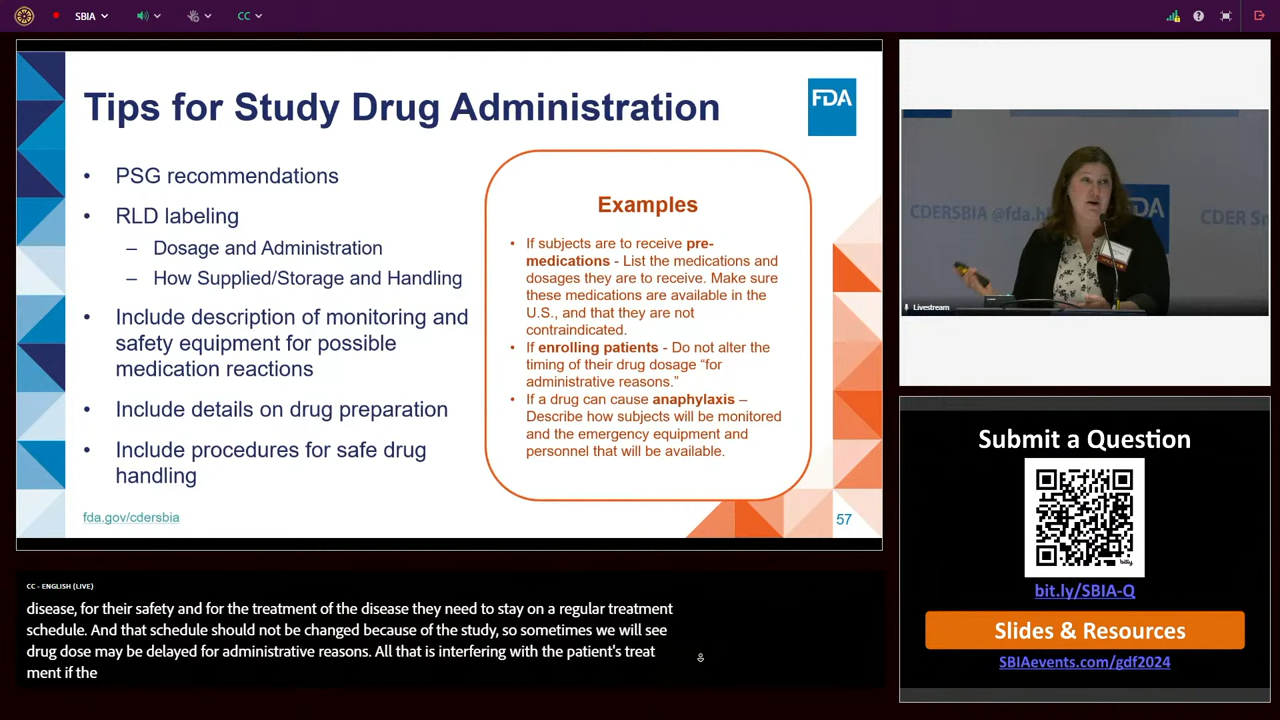 SBIA
CC
Tips for Study Drug Administration
FDA
• PSG recommendations
• RLD labeling
– Dosage and Administration
– How Supplied/Storage and Handling
• Include description of monitoring and
safety equipment for possible
medication reactions
• Include details on drug preparation
• Include procedures for safe drug
handling
Examples
• If subjects are to receive pre-
medications - List the medications and
dosages they are to receive. Make sure
these medications are available in the
U.S., and that they are not
contraindicated.
• If enrolling patients - Do not alter the
timing of their drug dosage “for
administrative reasons.”
• If a drug can cause anaphylaxis –
Describe how subjects will be monitored
and the emergency equipment and
personnel that will be available.
fda.gov/cdersbia
57
CDERSBIA @fda.h
DA
CDER Sm
Livestream
Submit a Question
bitly
bit.ly/SBIA-Q
Slides & Resources
SBIAevents.com/gdf2024
CC - ENGLISH (LIVE)
disease, for their safety and for the treatment of the disease they need to stay on a regular treatment
schedule. And that schedule should not be changed because of the study, so sometimes we will see
drug dose may be delayed for administrative reasons. All that is interfering with the patient's treat
ment if the